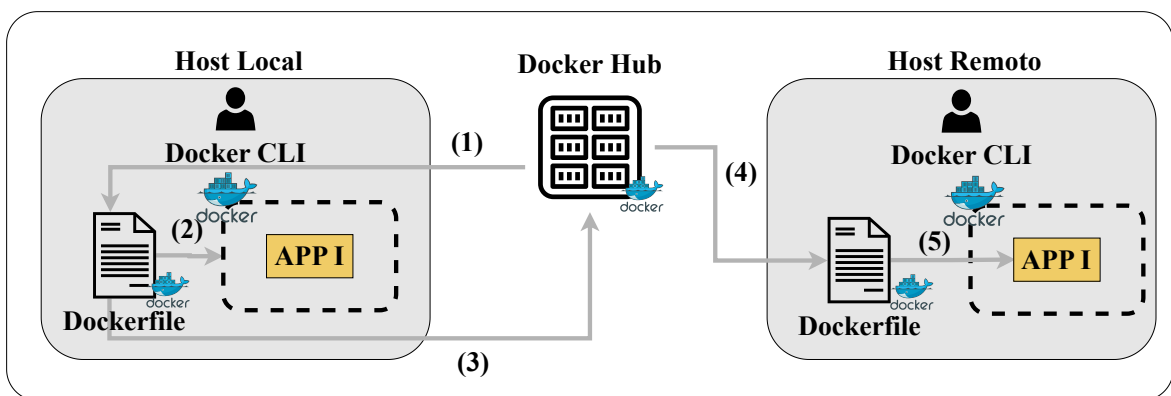 Host Local
Docker Hub
Host Remoto
Docker CLI
(1)
Docker CLI
(4)
docker
docker
(2)
APP I
docker
Dockerfile
(3)
docker
(5)
APP I
docker
Dockerfile